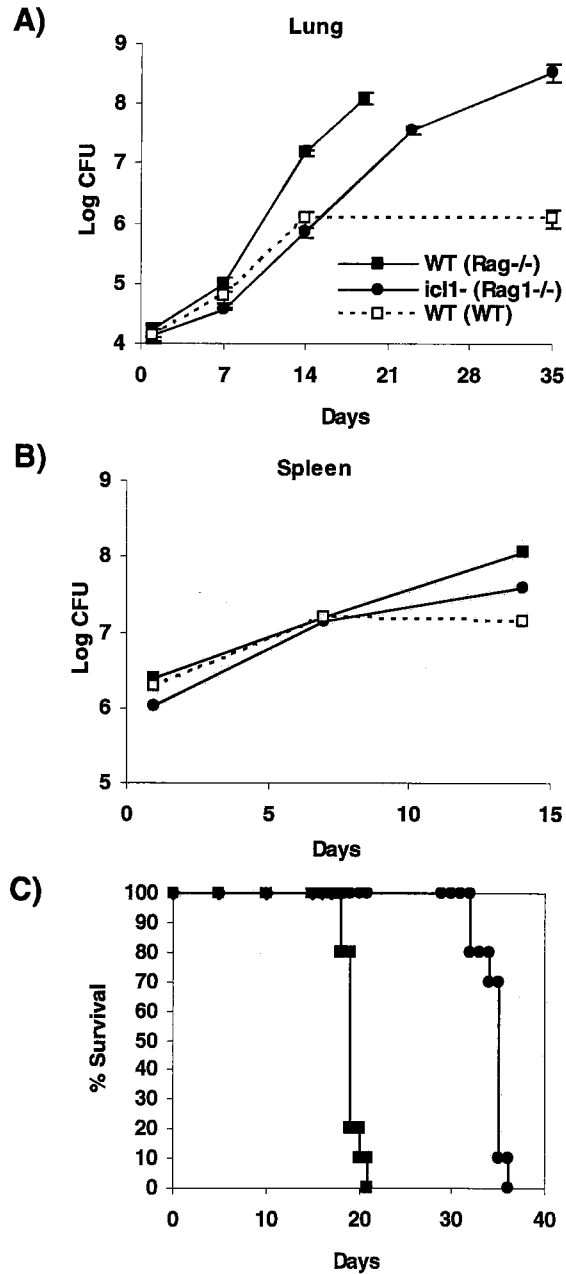 A)
Lung
9
8
7
6
5
4
Log CFU
WT (Rag-/-)
icl1- (Rag1-/-)
WT (WT)
0 7 14 21 28 35
Days
B)
Spleen
9
8
7
6
5
Log CFU
0 5 10 15
Days
C)
100
90
80
70
60
50
40
30
20
10
0
% Survival
0 10 20 30 40
Days